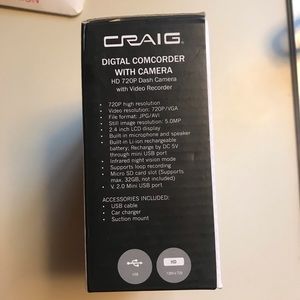 CRAIG
DIGITAL COMCORDER
WITH CAMERA
HD 720P Dash Camera
with Video Recorder
• 720P high resolution
• Video resolution: 720P/VGA
• File format: JPG/AVI
• Still image resolution: 5.0MP
• 2.4 inch LCD display
• Built-in microphone and speaker
• Built-in Li-ion rechargeable
battery; Recharge by DC 5V
through mini USB port
• Infrared night vision mode
• Supports loop recording
• Micro SD card slot (Supports
max. 32GB, not included)
• V. 2.0 Mini USB port
ACCESSORIES INCLUDED:
• USB cable
• Car charger
• Suction mount
HD
USB